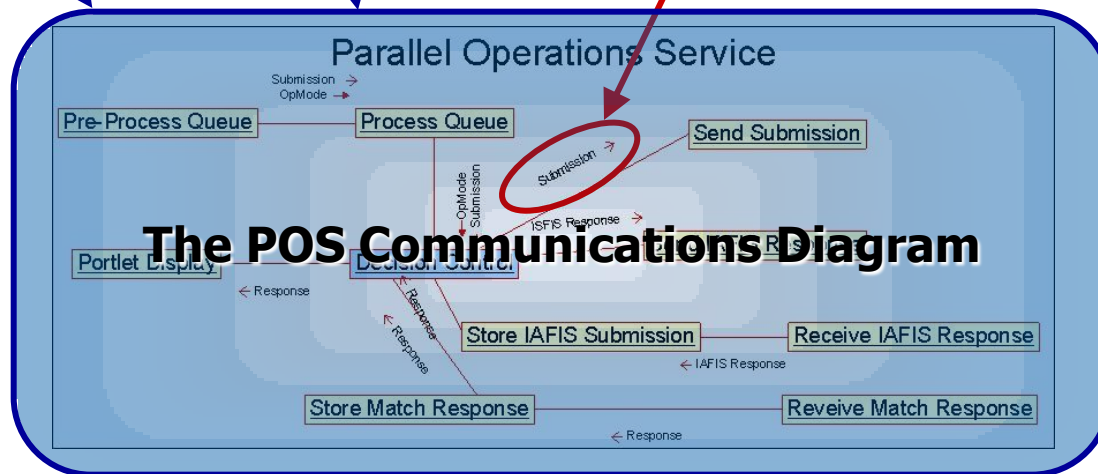 Parallel Operations Service
Submission →
OpMode →
Pre-Process Queue
Process Queue
Send Submission
Submission →
←OpMode
← Submission
ISFIS Response →
The POS Communications Diagram
Portlet Display
Decision Control
← Response
← Response
← Response
Store IAFIS Submission
Receive IAFIS Response
← IAFIS Response
Store Match Response
Reveive Match Response
← Response